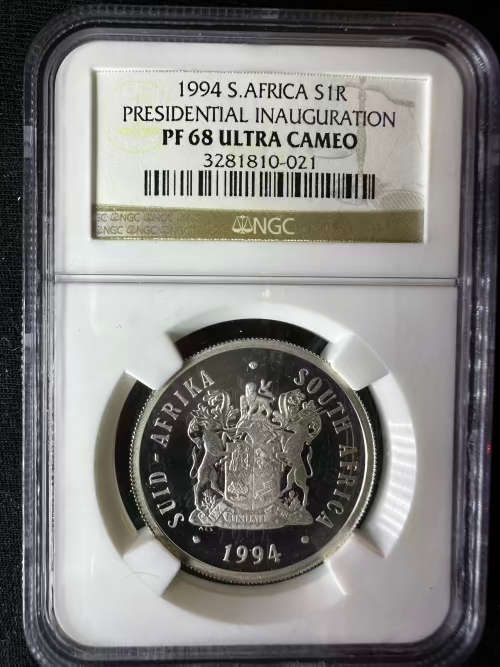 1994 S.AFRICA S1R
PRESIDENTIAL INAUGURATION
PF 68 ULTRA CAMEO
3281810-021
NGC
SUID-AFRIKA · SOUTH AFRICA
· 1994 ·